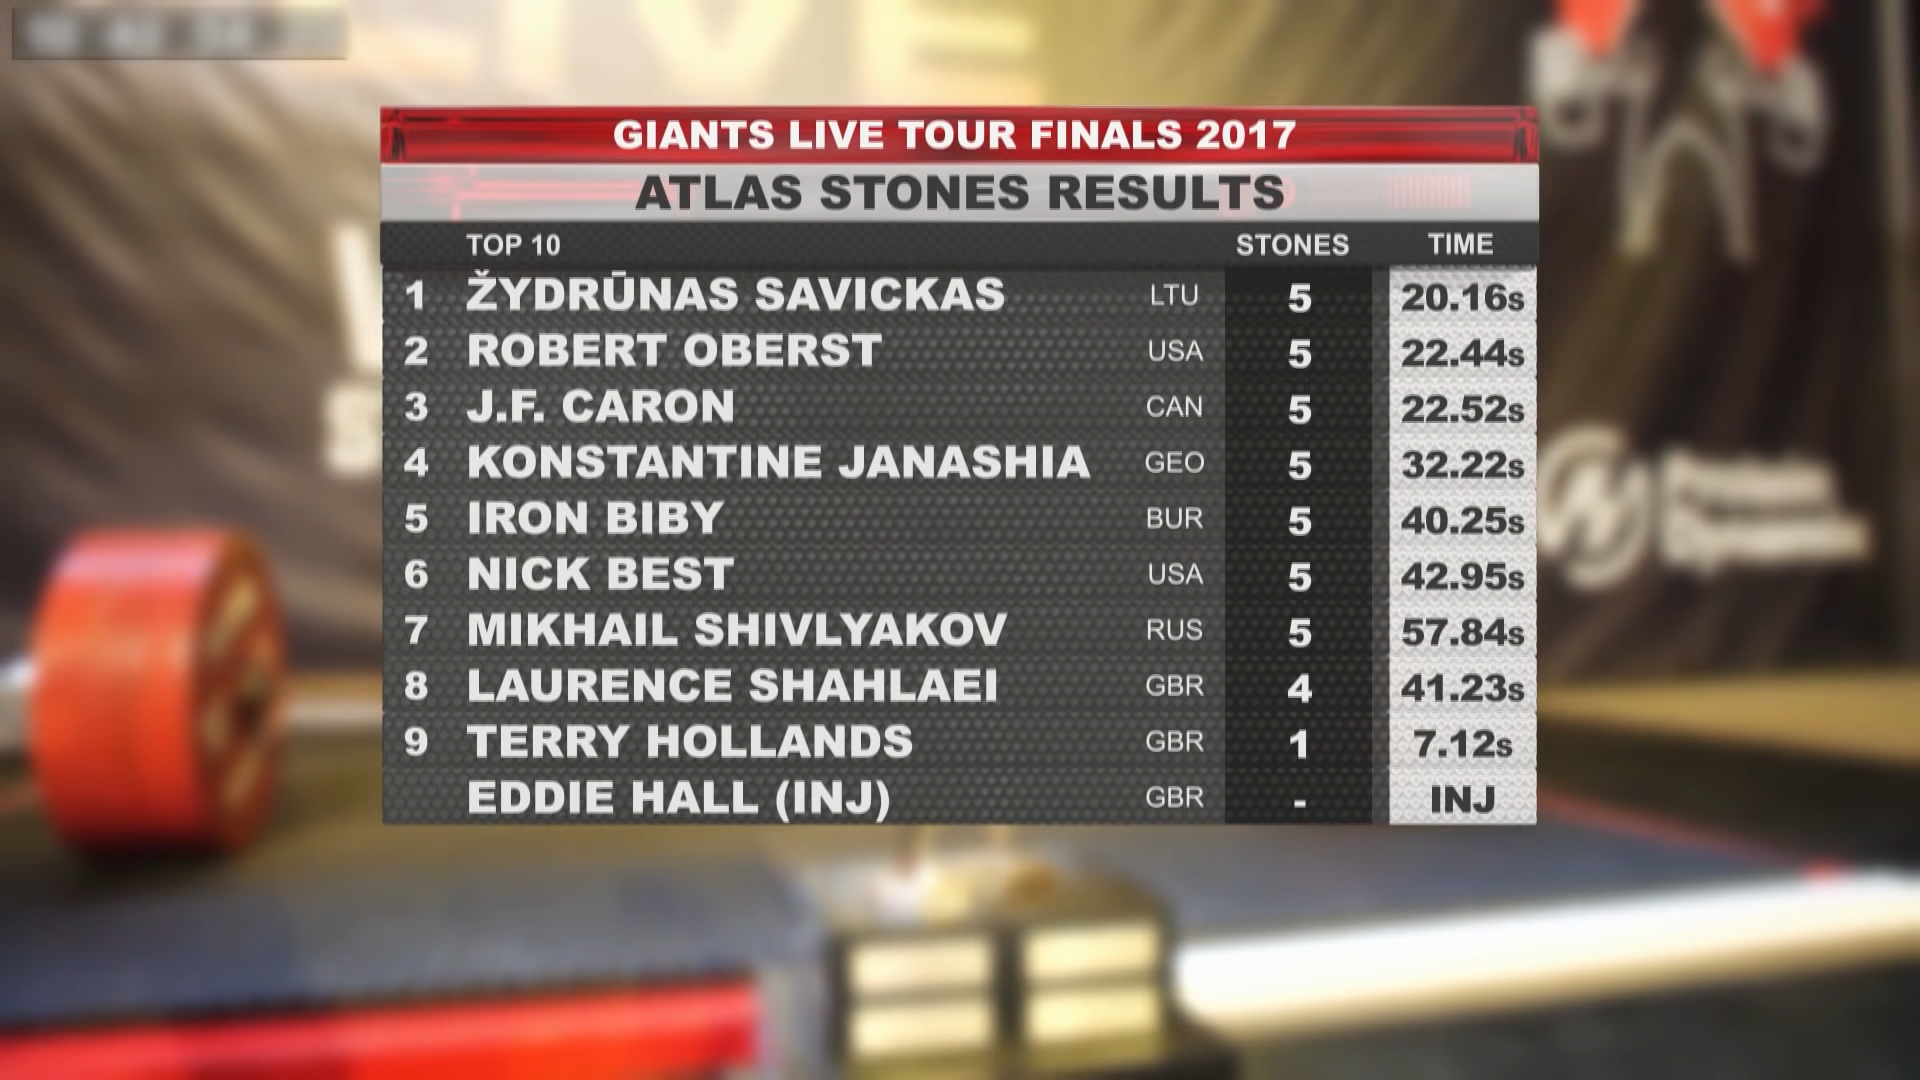 LIVE
GIANTS LIVE TOUR FINALS 2017
ATLAS STONES RESULTS
TOP 10 STONES TIME
1 ŽYDRŪNAS SAVICKAS LTU 5 20.16s
2 ROBERT OBERST USA 5 22.44s
3 J.F. CARON CAN 5 22.52s
4 KONSTANTINE JANASHIA GEO 5 32.22s
5 IRON BIBY BUR 5 40.25s
6 NICK BEST USA 5 42.95s
7 MIKHAIL SHIVLYAKOV RUS 5 57.84s
8 LAURENCE SHAHLAEI GBR 4 41.23s
9 TERRY HOLLANDS GBR 1 7.12s
EDDIE HALL (INJ) GBR - INJ